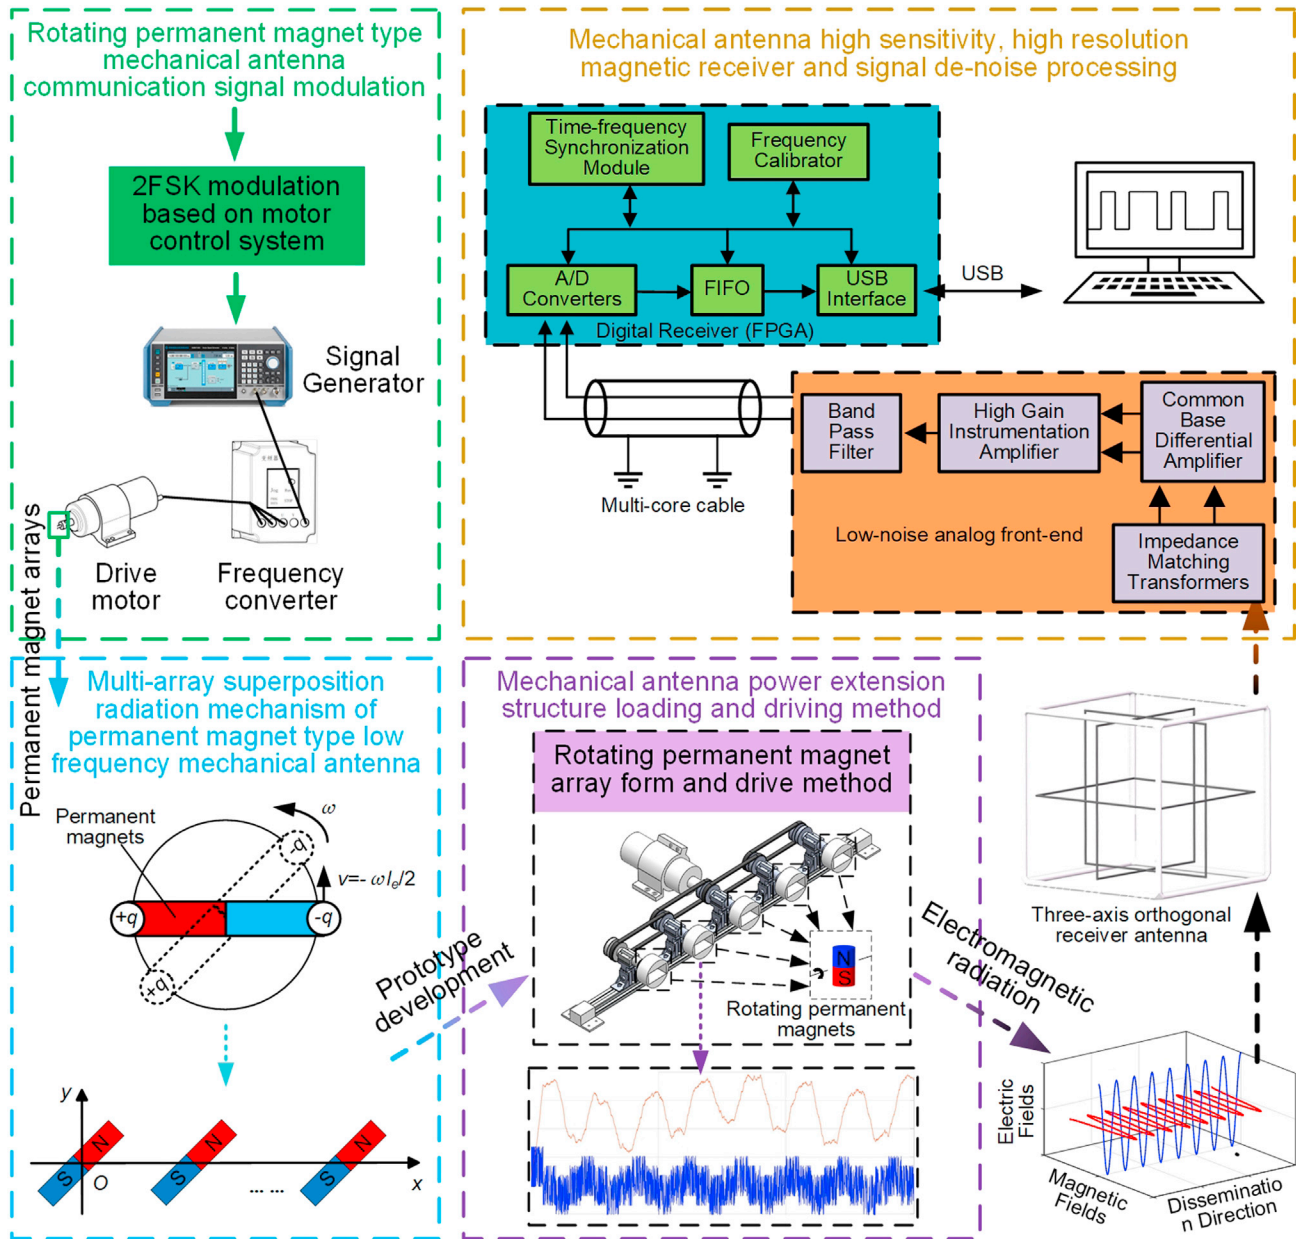 Rotating permanent magnet type
mechanical antenna
communication signal modulation
2FSK modulation
based on motor
control system
Signal
Generator
Drive
motor
Frequency
converter
Permanent magnet arrays
Mechanical antenna high sensitivity, high resolution
magnetic receiver and signal de-noise processing
Time-frequency
Synchronization
Module
Frequency
Calibrator
A/D
Converters
FIFO
USB
Interface
Digital Receiver (FPGA)
USB
Multi-core cable
Band
Pass
Filter
High Gain
Instrumentation
Amplifier
Common
Base
Differential
Amplifier
Low-noise analog front-end
Impedance
Matching
Transformers
Multi-array superposition
radiation mechanism of
permanent magnet type low
frequency mechanical antenna
Permanent
magnets
ω
-q
v=- ωlₑ/2
+q
-q
+q
y
N
S
O
N
S
... ...
N
S
x
Prototype
development
Mechanical antenna power extension
structure loading and driving method
Rotating permanent magnet
array form and drive method
N
S
Rotating permanent
magnets
Electromagnetic
radiation
Three-axis orthogonal
receiver antenna
Electric
Fields
Magnetic
Fields
Disseminatio
n Direction